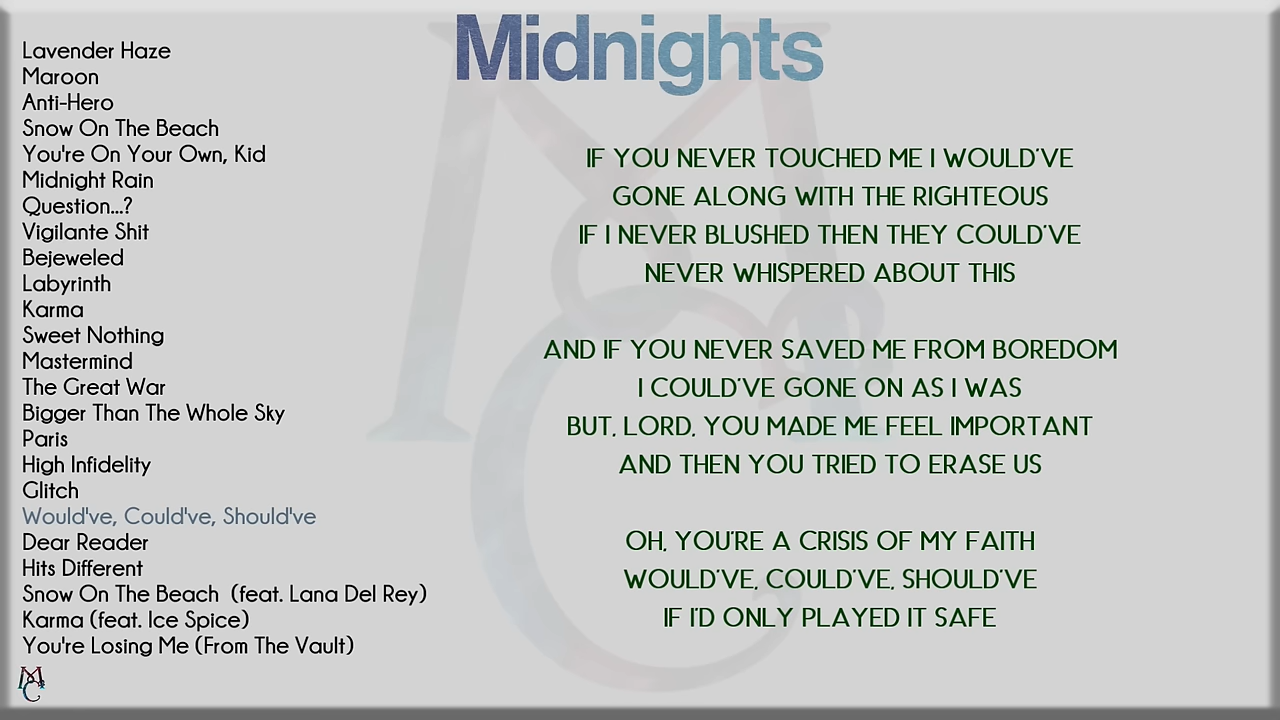 Midnights
Lavender Haze
Maroon
Anti-Hero
Snow On The Beach
You're On Your Own, Kid
Midnight Rain
Question...?
Vigilante Shit
Bejeweled
Labyrinth
Karma
Sweet Nothing
Mastermind
The Great War
Bigger Than The Whole Sky
Paris
High Infidelity
Glitch
Would've, Could've, Should've
Dear Reader
Hits Different
Snow On The Beach (feat. Lana Del Rey)
Karma (feat. Ice Spice)
You're Losing Me (From The Vault)
IF YOU NEVER TOUCHED ME I WOULD'VE
GONE ALONG WITH THE RIGHTEOUS
IF I NEVER BLUSHED THEN THEY COULD'VE
NEVER WHISPERED ABOUT THIS
AND IF YOU NEVER SAVED ME FROM BOREDOM
I COULD'VE GONE ON AS I WAS
BUT, LORD, YOU MADE ME FEEL IMPORTANT
AND THEN YOU TRIED TO ERASE US
OH, YOU'RE A CRISIS OF MY FAITH
WOULD'VE, COULD'VE, SHOULD'VE
IF I'D ONLY PLAYED IT SAFE